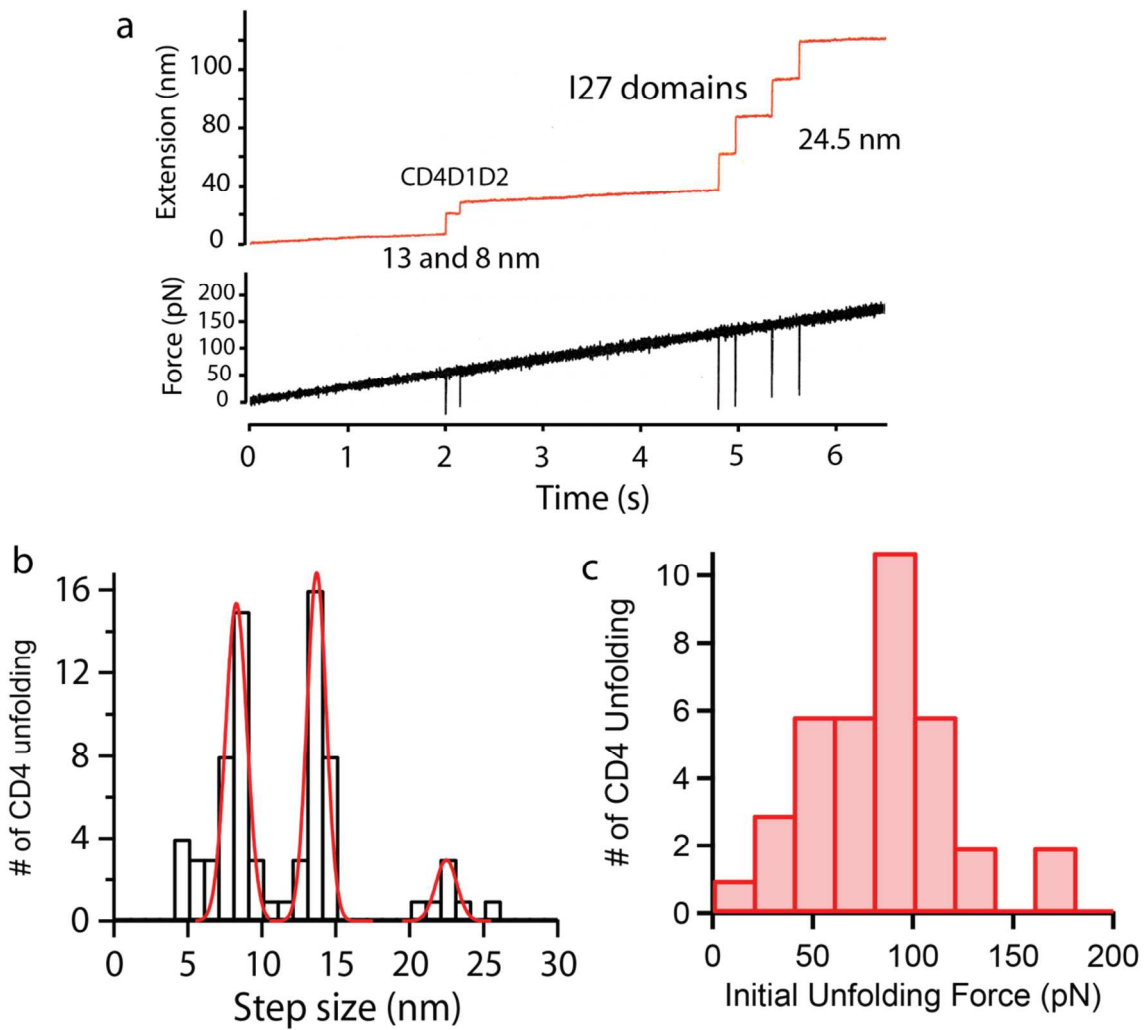 a
Extension (nm)
100
80
60
40
0
I27 domains
24.5 nm
CD4D1D2
13 and 8 nm
Force (pN)
200
150
100
50
0
0 1 2 3 4 5 6
Time (s)
b
# of CD4 unfolding
16
12
8
4
0
0 5 10 15 20 25 30
Step size (nm)
c
# of CD4 Unfolding
10
8
6
4
2
0
0 50 100 150 200
Initial Unfolding Force (pN)